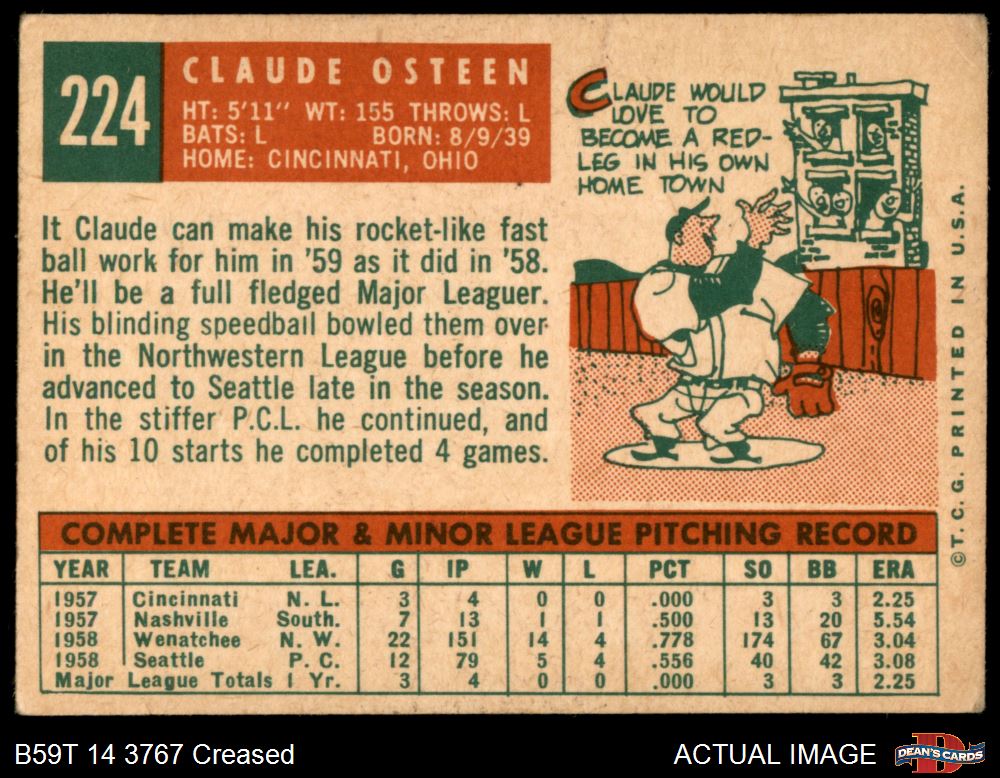 224
CLAUDE OSTEEN
HT: 5'11" WT: 155 THROWS: L
BATS: L BORN: 8/9/39
HOME: CINCINNATI, OHIO
CLAUDE WOULD
LOVE TO
BECOME A RED-
LEG IN HIS OWN
HOME TOWN
It Claude can make his rocket-like fast
ball work for him in '59 as it did in '58.
He'll be a full fledged Major Leaguer.
His blinding speedball bowled them over
in the Northwestern League before he
advanced to Seattle late in the season.
In the stiffer P.C.L. he continued, and
of his 10 starts he completed 4 games.
©T. C. G. PRINTED IN U.S.A.
COMPLETE MAJOR & MINOR LEAGUE PITCHING RECORD
YEAR TEAM LEA. G IP W L PCT SO BB ERA
1957 Cincinnati N. L. 3 4 0 0 .000 3 3 2.25
1957 Nashville South. 7 13 1 1 .500 13 20 5.54
1958 Wenatchee N. W. 22 151 14 4 .778 174 67 3.04
1958 Seattle P. C. 12 79 5 4 .556 40 42 3.08
Major League Totals 1 Yr. 3 4 0 0 .000 3 3 2.25
B59T 14 3767 Creased
ACTUAL IMAGE
DEAN'S CARDS